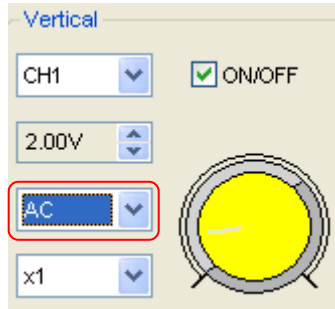 Vertical
CH1
ON/OFF
2.00V
AC
x1